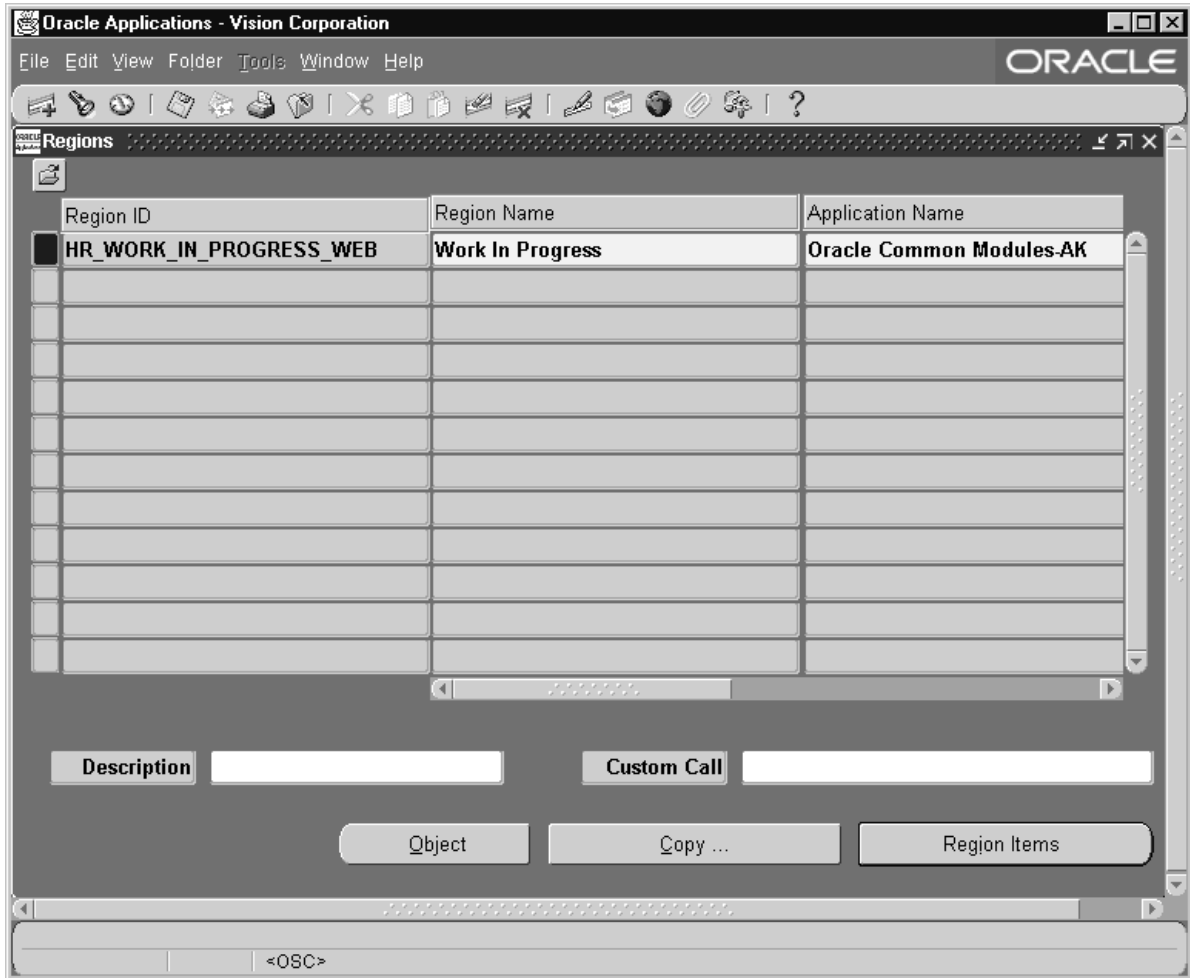 Oracle Applications - Vision Corporation
File Edit View Folder Tools Window Help
ORACLE
Regions
Region ID Region Name Application Name
HR_WORK_IN_PROGRESS_WEB Work In Progress Oracle Common Modules-AK
Description Custom Call
Object Copy ... Region Items
<OSC>